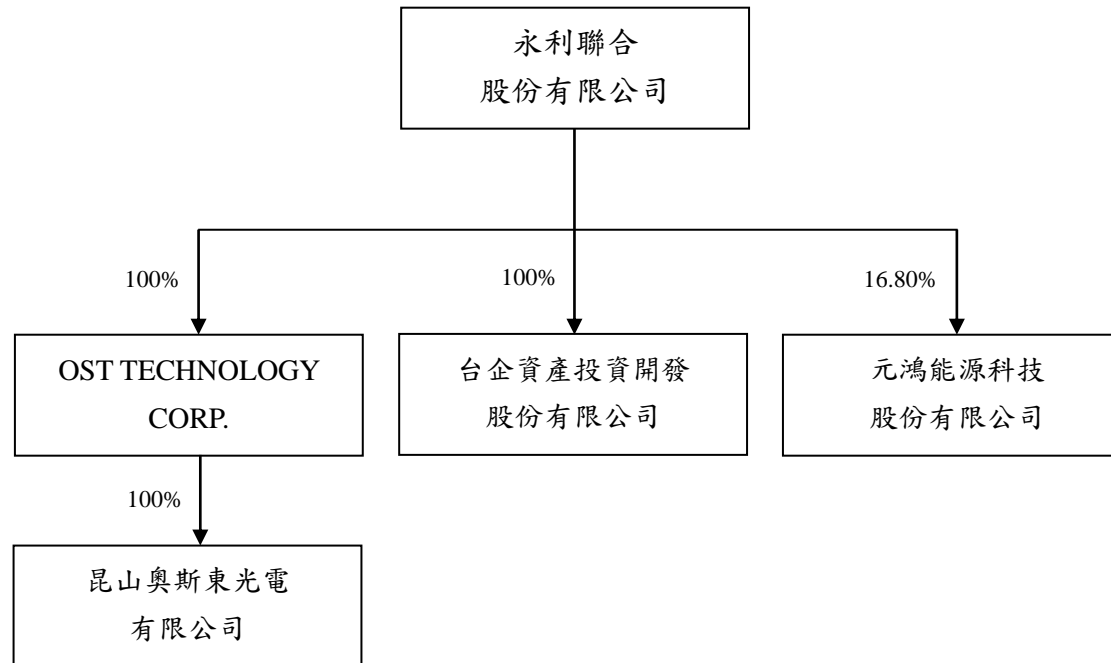 永利聯合
股份有限公司
100%
100%
16.80%
OST TECHNOLOGY
CORP.
台企資產投資開發
股份有限公司
元鴻能源科技
股份有限公司
100%
昆山奧斯東光電
有限公司